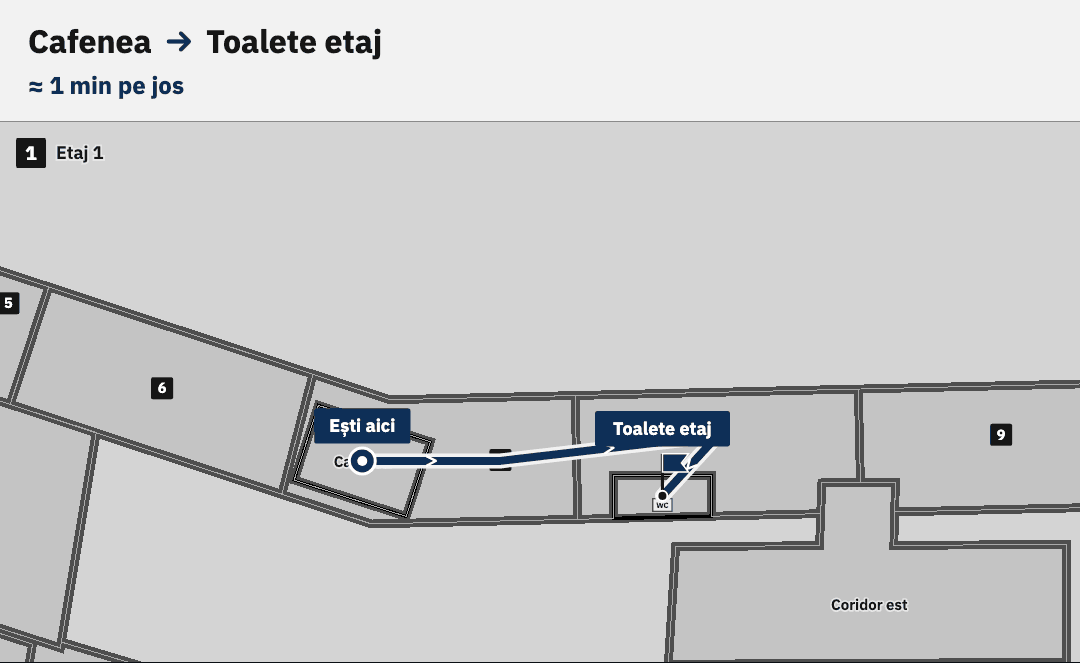 Cafenea → Toalete etaj
≈ 1 min pe jos
1 Etaj 1
5
6
Ești aici
Toalete etaj
9
wc
Coridor est